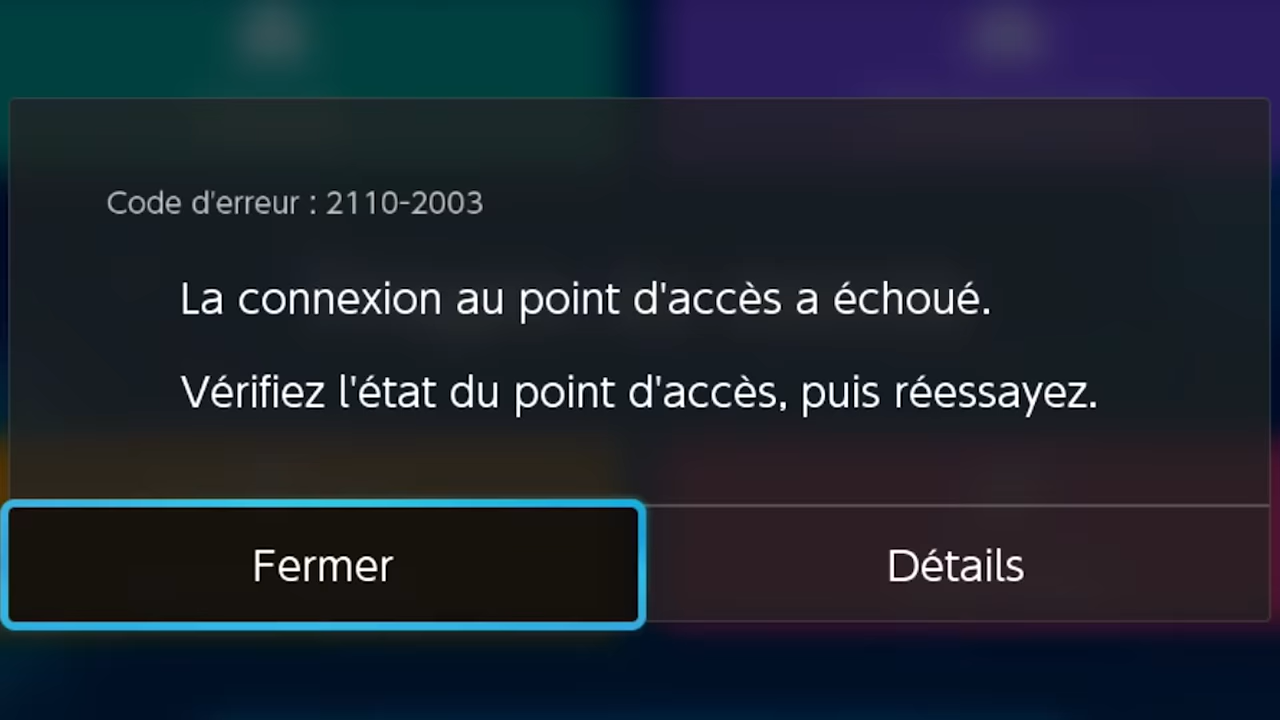 Code d'erreur : 2110-2003
La connexion au point d'accès a échoué.
Vérifiez l'état du point d'accès, puis réessayez.
Fermer
Détails